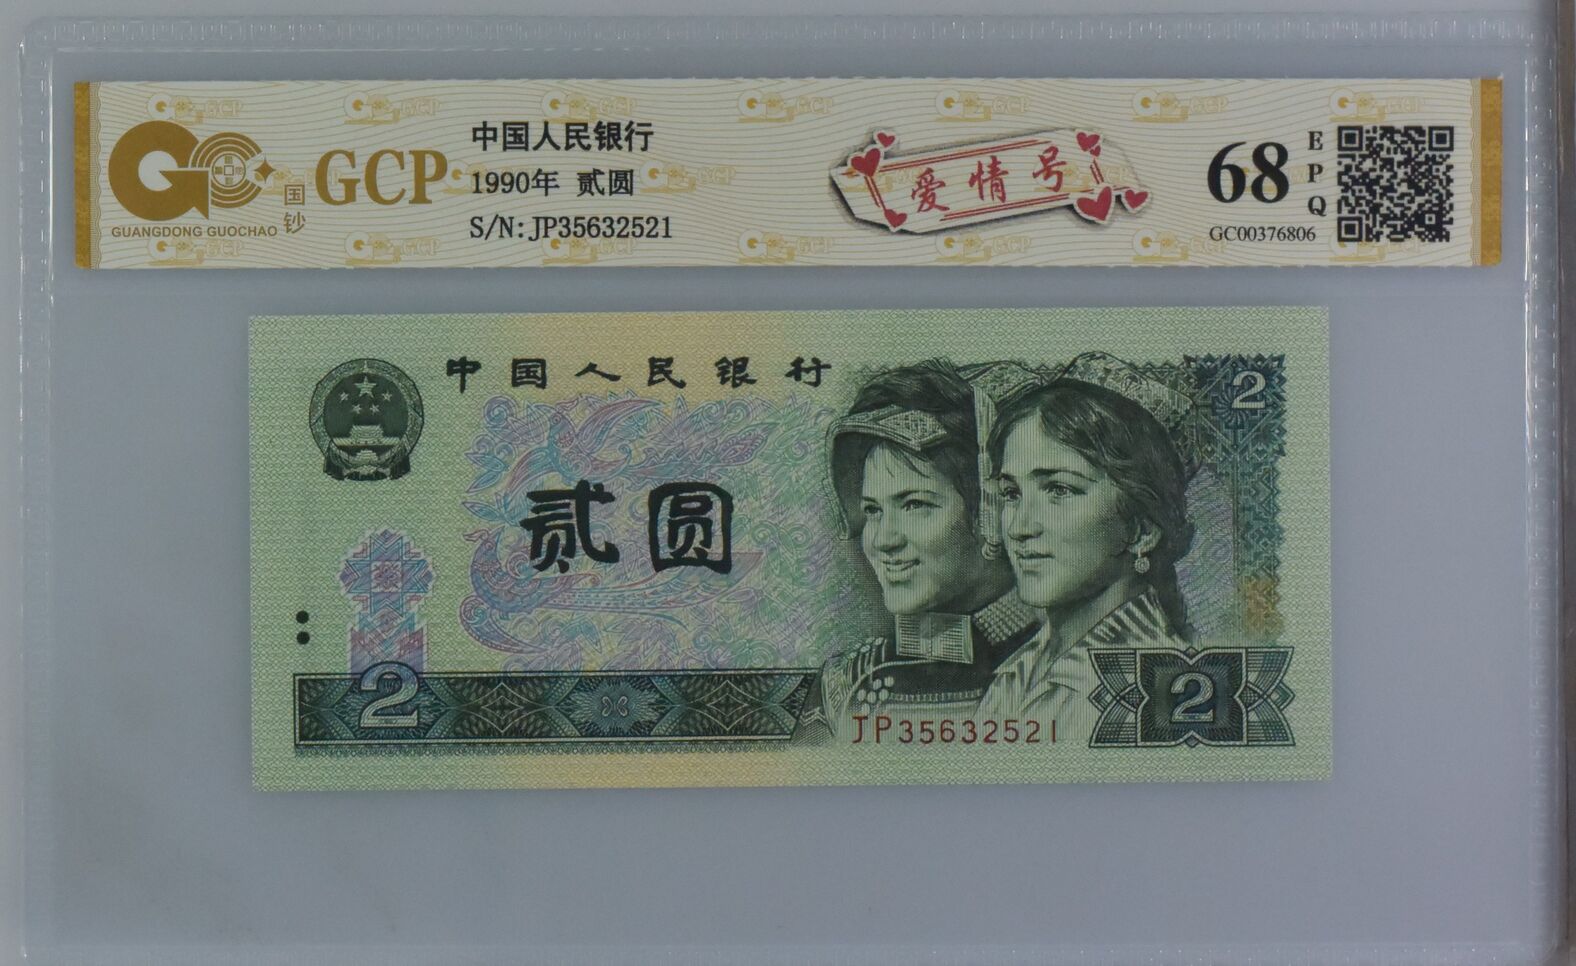 GUANGDONG GUOCHAO
国钞
GCP
中国人民银行
1990年 贰圆
S/N: JP35632521
爱情号
68
EPQ
GC00376806
中国人民银行
2
贰圆
2
JP35632521
2